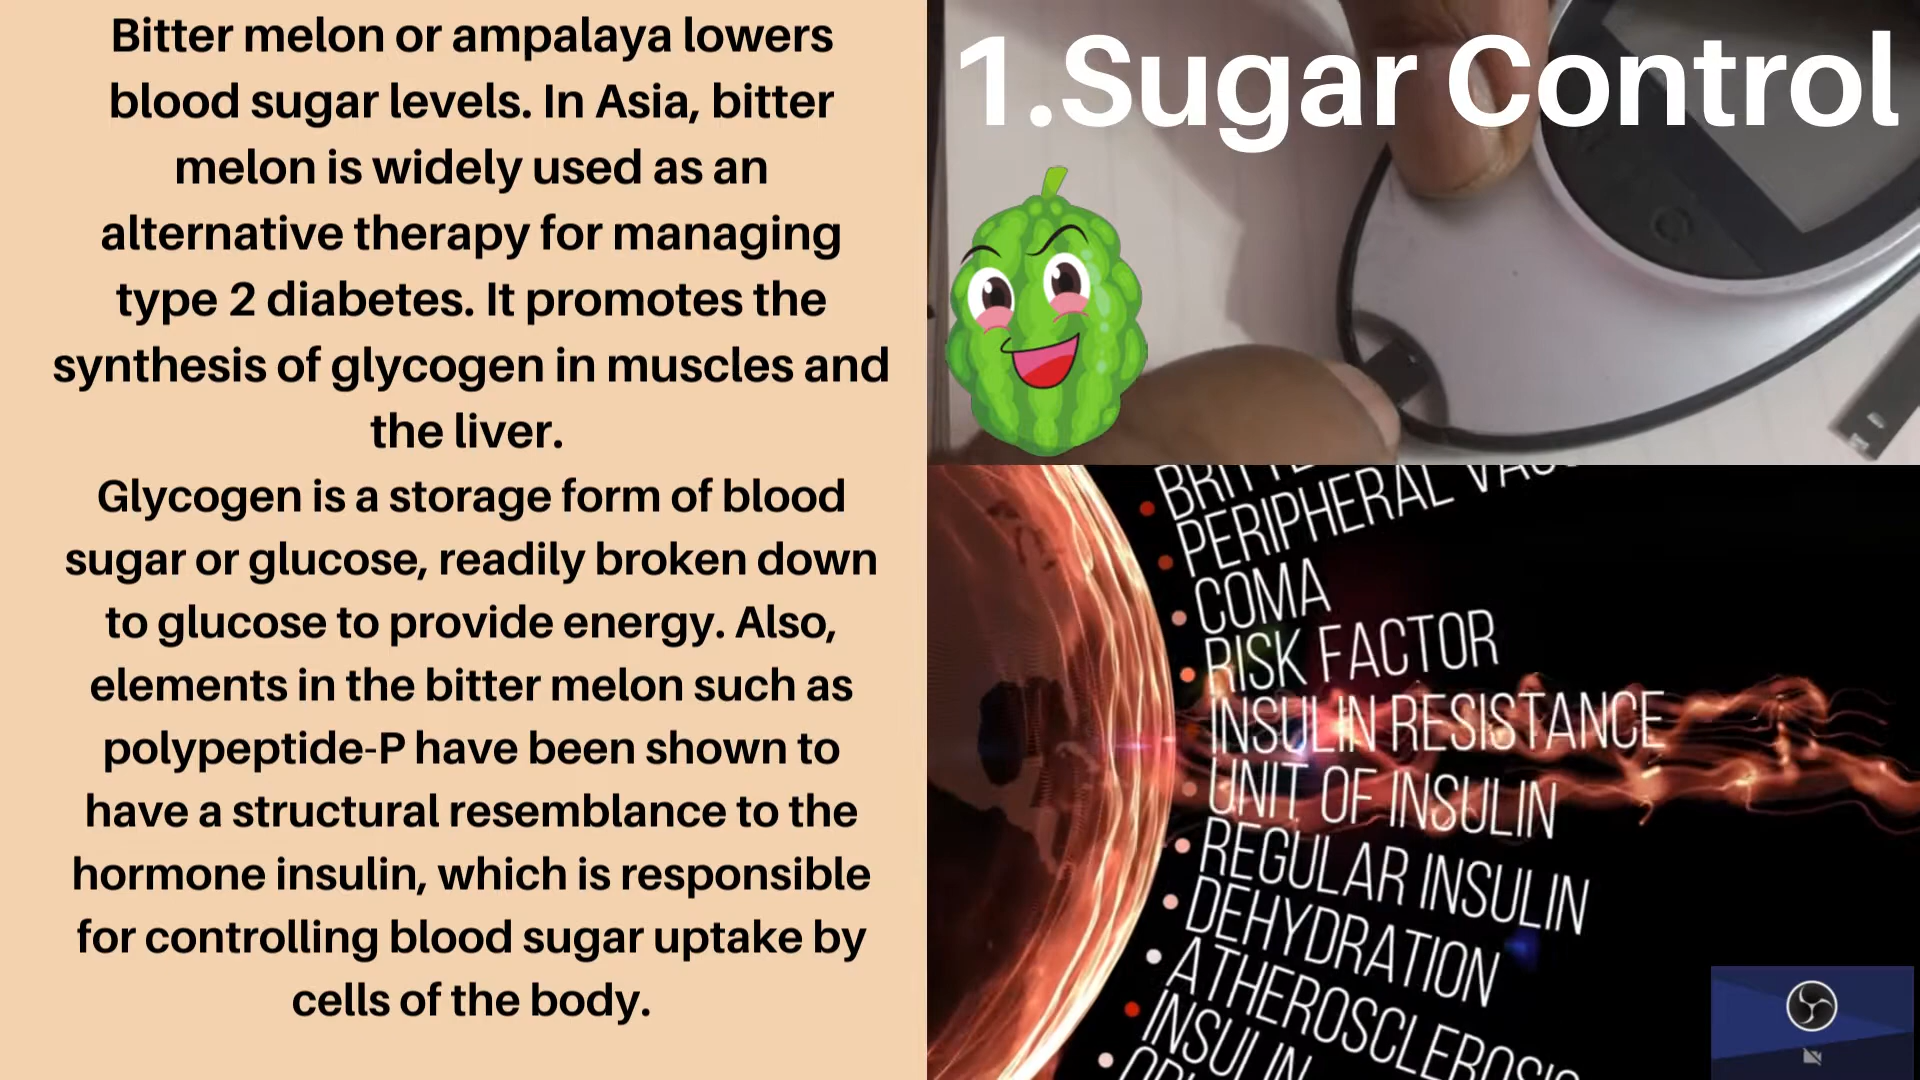 Bitter melon or ampalaya lowers
blood sugar levels. In Asia, bitter
melon is widely used as an
alternative therapy for managing
type 2 diabetes. It promotes the
synthesis of glycogen in muscles and
the liver.
Glycogen is a storage form of blood
sugar or glucose, readily broken down
to glucose to provide energy. Also,
elements in the bitter melon such as
polypeptide-P have been shown to
have a structural resemblance to the
hormone insulin, which is responsible
for controlling blood sugar uptake by
cells of the body.
1.Sugar Control
PERIPHERAL
COMA
RISK FACTOR
INSULIN RESISTANCE
UNIT OF INSULIN
REGULAR INSULIN
DEHYDRATION
ATHEROSCLEROSIS
INSULIN